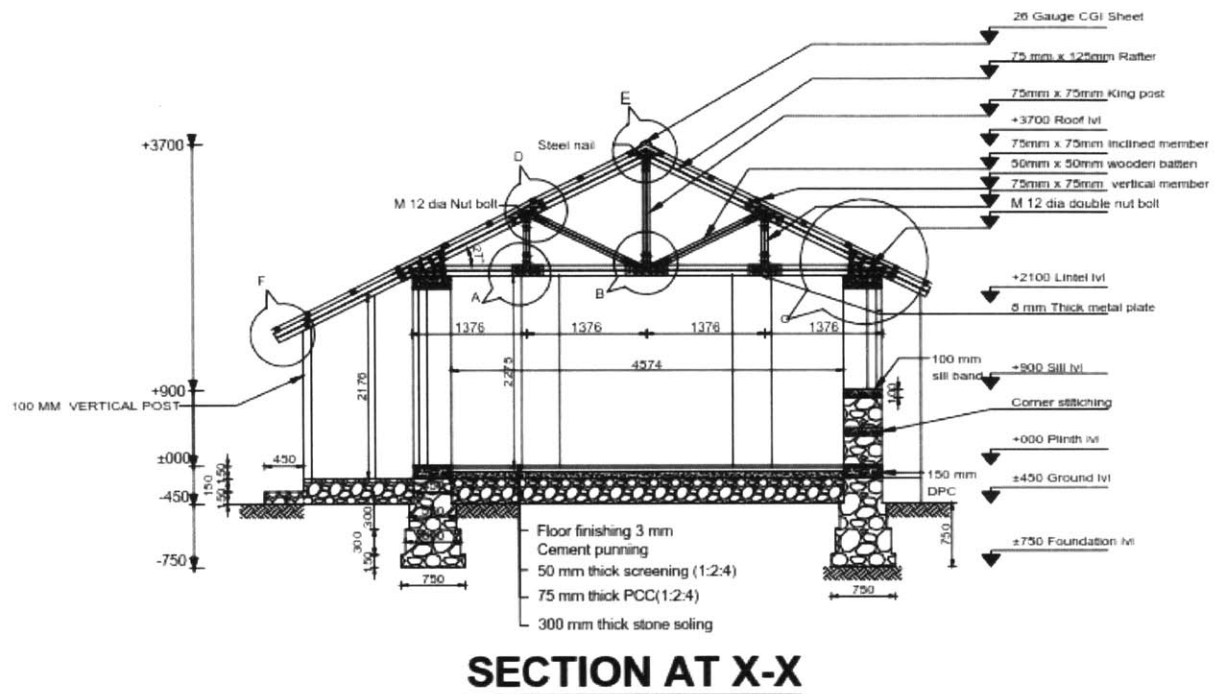 26 Gauge CGI Sheet
75 mm x 125mm Rafter
75mm x 75mm King post
+3700 Roof lvl
75mm x 75mm inclined member
50mm x 50mm wooden batten
75mm x 75mm vertical member
M 12 dia double nut bolt
+2100 Lintel lvl
8 mm Thick metal plate
+900 Sill lvl
Corner stitiching
+000 Plinth lvl
±450 Ground lvl
±750 Foundation lvl
E
Steel nail
D
M 12 dia Nut bolt
27°
F
A
B
C
+3700
+900
±000
-450
-750
100 MM VERTICAL POST
1376
1376
1376
1376
4574
2176
2275
100 mm
sill band
100
150 mm
DPC
450
150
150
150
300
300
150
750
750
750
Floor finishing 3 mm
Cement punning
50 mm thick screening (1:2:4)
75 mm thick PCC(1:2:4)
300 mm thick stone soling
SECTION AT X-X